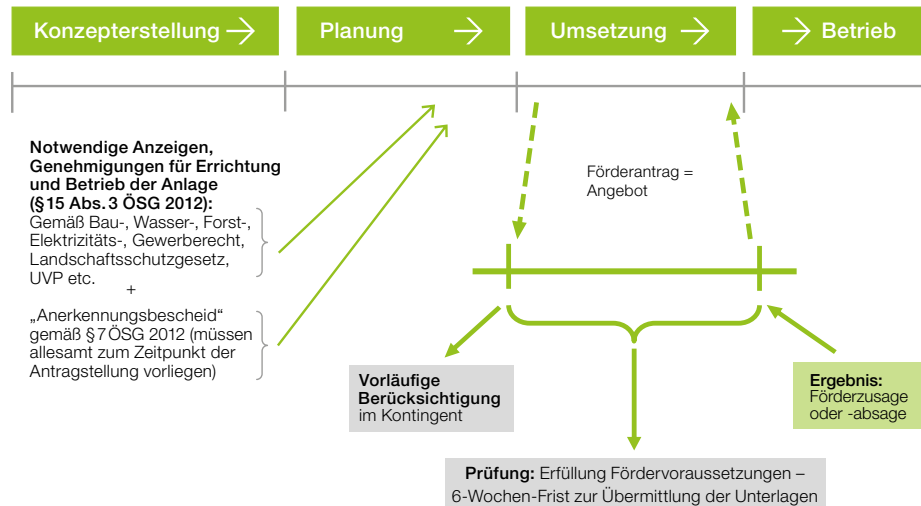 Konzepterstellung
Planung
Umsetzung
Betrieb
Notwendige Anzeigen,
Genehmigungen für Errichtung
und Betrieb der Anlage
(§ 15 Abs. 3 ÖSG 2012):
Gemäß Bau-, Wasser-, Forst-,
Elektrizitäts-, Gewerberecht,
Landschaftsschutzgesetz,
UVP etc.
+
„Anerkennungsbescheid“
gemäß § 7 ÖSG 2012 (müssen
allesamt zum Zeitpunkt der
Antragstellung vorliegen)
Förderantrag =
Angebot
Vorläufige
Berücksichtigung
im Kontingent
Ergebnis:
Förderzusage
oder -absage
Prüfung: Erfüllung Fördervoraussetzungen –
6-Wochen-Frist zur Übermittlung der Unterlagen